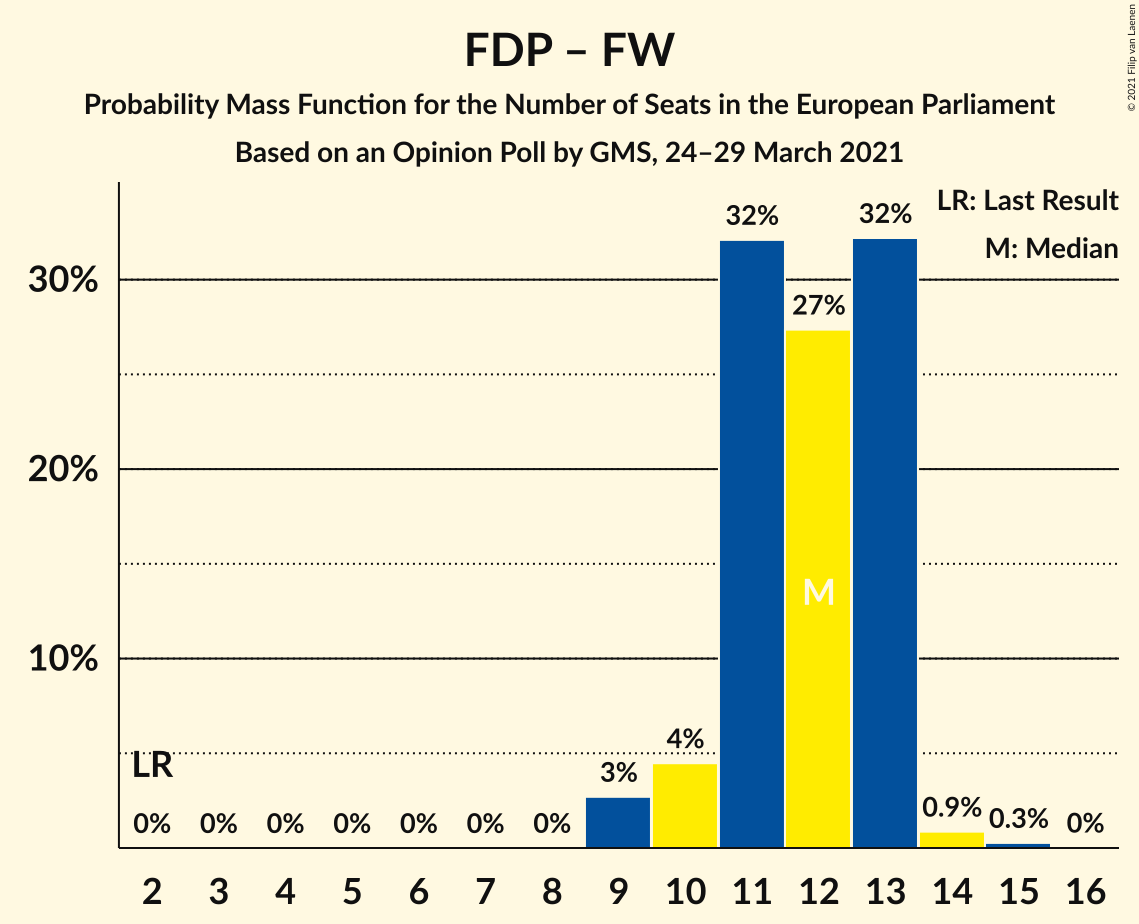 FDP – FW
Probability Mass Function for the Number of Seats in the European Parliament
Based on an Opinion Poll by GMS, 24–29 March 2021
© 2021 Filip van Laenen
LR: Last Result
M: Median
32%
32%
30%
27%
20%
M
10%
4%
LR
3%
0.9%
0.3%
0% 0% 0% 0% 0% 0% 0% 0%
2 3 4 5 6 7 8 9 10 11 12 13 14 15 16